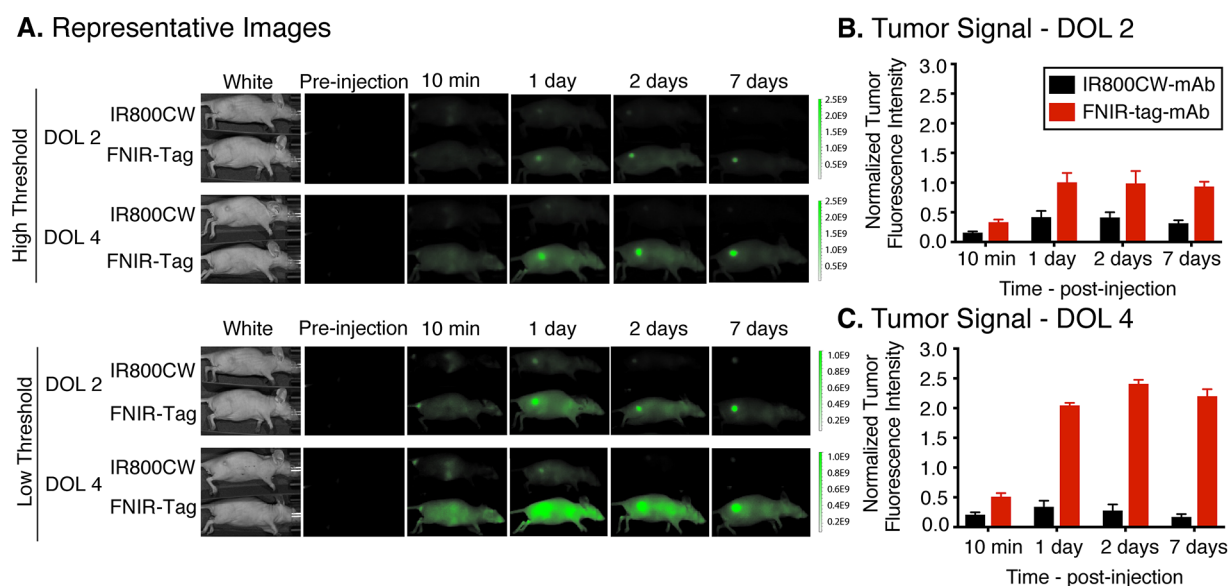 A. Representative Images
White Pre-injection 10 min 1 day 2 days 7 days
High Threshold
DOL 2
IR800CW
FNIR-Tag
2.5E9
2.0E9
1.5E9
1.0E9
0.5E9
DOL 4
IR800CW
FNIR-Tag
2.5E9
2.0E9
1.5E9
1.0E9
0.5E9
White Pre-injection 10 min 1 day 2 days 7 days
Low Threshold
DOL 2
IR800CW
FNIR-Tag
1.0E9
0.8E9
0.6E9
0.4E9
0.2E9
DOL 4
IR800CW
FNIR-Tag
1.0E9
0.8E9
0.6E9
0.4E9
0.2E9
B. Tumor Signal - DOL 2
Normalized Tumor
Fluorescence Intensity
3.0
2.5
2.0
1.5
1.0
0.5
0.0
IR800CW-mAb
FNIR-tag-mAb
10 min 1 day 2 days 7 days
Time - post-injection
C. Tumor Signal - DOL 4
Normalized Tumor
Fluorescence Intensity
3.0
2.5
2.0
1.5
1.0
0.5
0.0
10 min 1 day 2 days 7 days
Time - post-injection